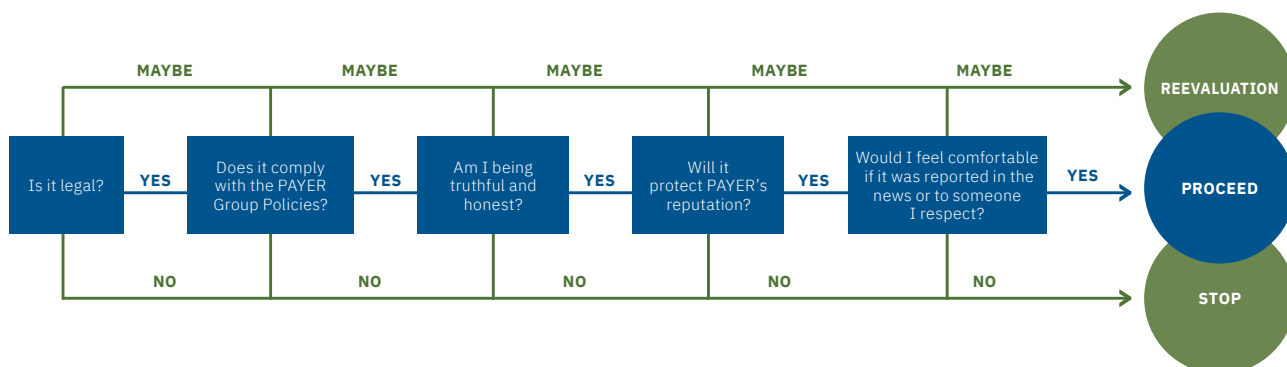 MAYBE
MAYBE
MAYBE
MAYBE
MAYBE
REEVALUATION
Is it legal?
YES
Does it comply
with the PAYER
Group Policies?
YES
Am I being
truthful and
honest?
YES
Will it
protect PAYER’s
reputation?
YES
Would I feel comfortable
if it was reported in the
news or to someone
I respect?
YES
PROCEED
NO
NO
NO
NO
NO
STOP